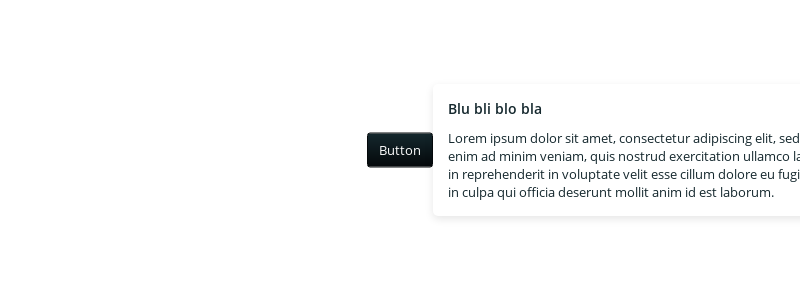 Blu bli blo bla
Button
Lorem ipsum dolor sit amet, consectetur adipiscing elit, sed
enim ad minim veniam, quis nostrud exercitation ullamco
in reprehenderit in voluptate velit esse cillum dolore eu
in culpa qui officia deserunt mollit anim id est laborum.